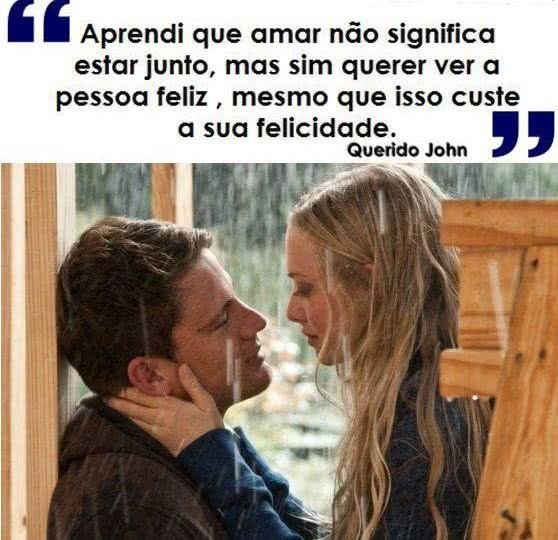 “ Aprendi que amar não significa
estar junto, mas sim querer ver a
pessoa feliz , mesmo que isso custe
a sua felicidade.
Querido John ”